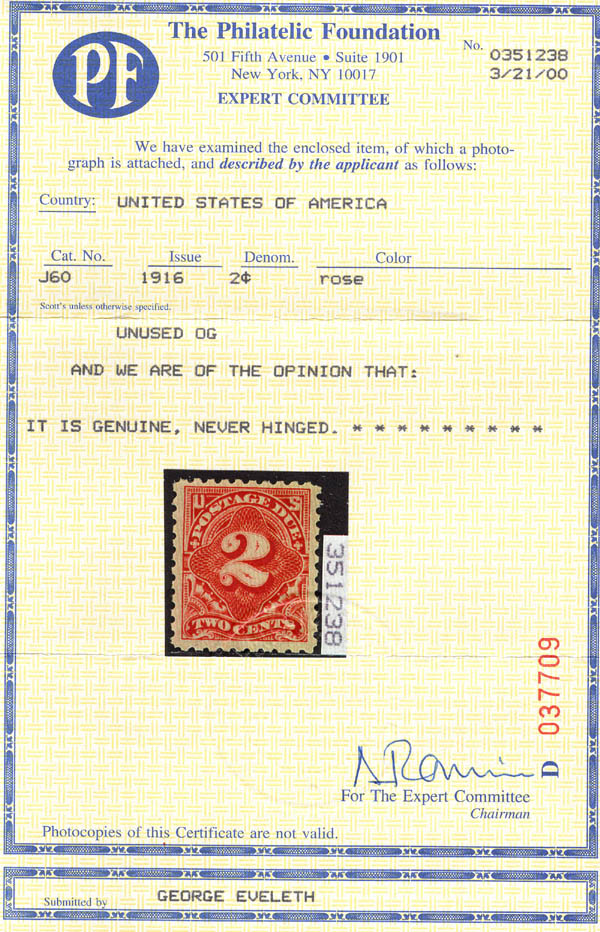 PF
The Philatelic Foundation
501 Fifth Avenue • Suite 1901
New York, NY 10017
EXPERT COMMITTEE
No. 0351238
3/21/00
We have examined the enclosed item, of which a photo-
graph is attached, and described by the applicant as follows:
Country: UNITED STATES OF AMERICA
Cat. No. Issue Denom. Color
J60 1916 2¢ rose
Scott's unless otherwise specified.
UNUSED OG
AND WE ARE OF THE OPINION THAT:
IT IS GENUINE, NEVER HINGED. * * * * * * * * *
U S
POSTAGE DUE
2
TWO CENTS
351238
D 037709
For The Expert Committee
Chairman
Photocopies of this Certificate are not valid.
Submitted by GEORGE EVELETH